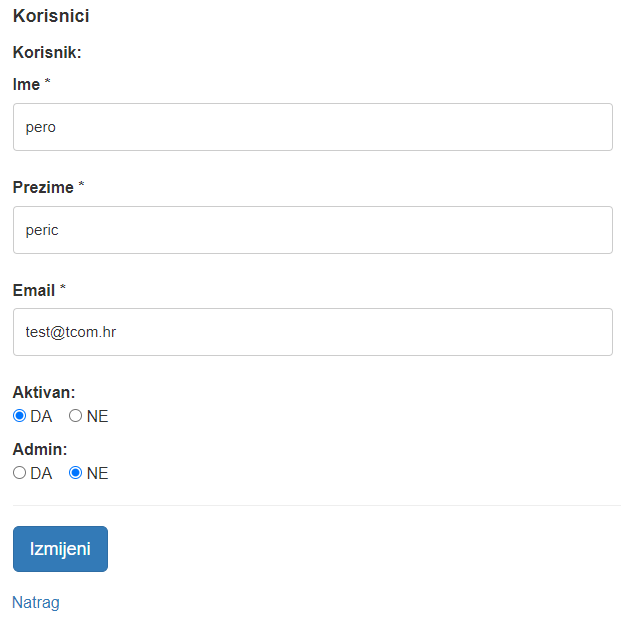 Korisnici
Korisnik:
Ime *
pero
Prezime *
peric
Email *
test@tcom.hr
Aktivan:
DA NE
Admin:
DA NE
Izmijeni
Natrag